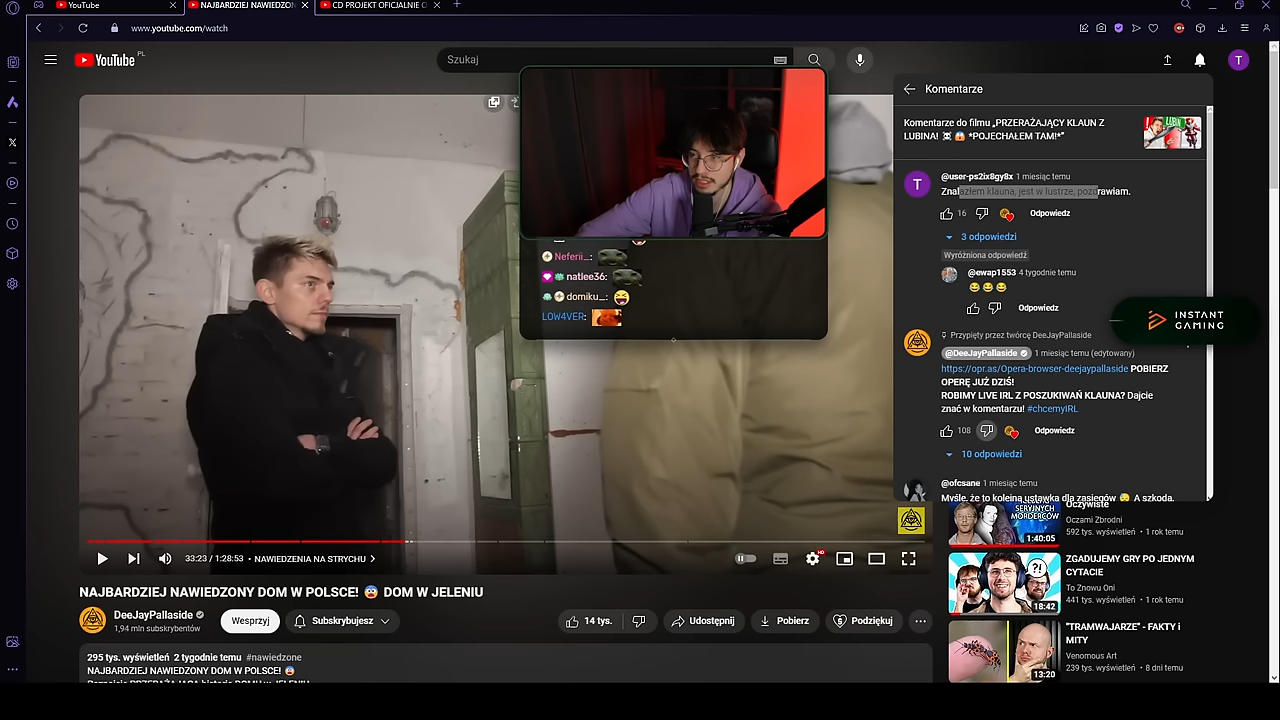 YouTube
NAJBARDZIEJ NAWIEDZON
CD PROJEKT OFICJALNIE
www.youtube.com/watch
YouTube PL
Szukaj
T
Komentarze
Komentarze do filmu „PRZERAŻAJĄCY KLAUN Z
LUBINA! *POJECHAŁEM TAM!*”
LUBIN
T
@user-ps2ix8gy8x 1 miesiąc temu
Znalazłem klauna, jest w lustrze, pozdrawiam.
16 Odpowiedz
3 odpowiedzi
Wyróżniona odpowiedź
@ewap1553 4 tygodnie temu
Odpowiedz
Przypięty przez twórcę DeeJayPallaside
@DeeJayPallaside 1 miesiąc temu (edytowany)
https://opr.as/Opera-browser-deejaypallaside POBIERZ
OPERĘ JUŻ DZIŚ!
ROBIMY LIVE IRL Z POSZUKIWAŃ KLAUNA? Dajcie
znać w komentarzu! #chcemyIRL
108 Odpowiedz
10 odpowiedzi
@ofcsane 1 miesiąc temu
Myślę, że to kolejna ustawka dla zasięgów A szkoda,
INSTANT
GAMING
Neferii_:
natlee36:
domiku_:
LOW4VER:
33:23 / 1:28:53 • NAWIEDZENIA NA STRYCHU
HD
NAJBARDZIEJ NAWIEDZONY DOM W POLSCE! DOM W JELENIU
DeeJayPallaside
1,94 mln subskrybentów
Wesprzyj
Subskrybujesz
14 tys.
Udostępnij
Pobierz
Podziękuj
295 tys. wyświetleń 2 tygodnie temu #nawiedzone
NAJBARDZIEJ NAWIEDZONY DOM W POLSCE!
SERYJNYCH
MORDERCÓW
1:40:05
Oczywiste
Oczami Zbrodni
592 tys. wyświetleń • 1 rok temu
?!
18:42
ZGADUJEMY GRY PO JEDNYM
CYTACIE
To Znowu Oni
441 tys. wyświetleń • 1 rok temu
13:20
"TRAMWAJARZE" - FAKTY i
MITY
Venomous Art
239 tys. wyświetleń • 8 dni temu